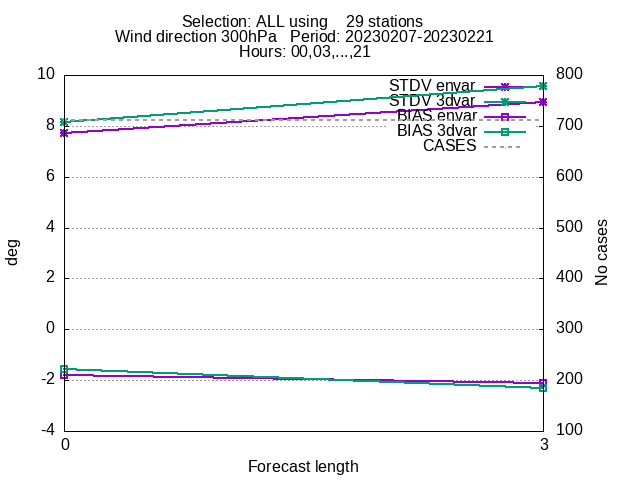 Selection: ALL using    29 stations
Wind direction 300hPa   Period: 20230207-20230221
Hours: 00,03,...,21
10
8
6
4
2
0
-2
-4
deg
800
700
600
500
400
300
200
100
No cases
STDV envar
STDV 3dvar
BIAS envar
BIAS 3dvar
CASES
0
3
Forecast length